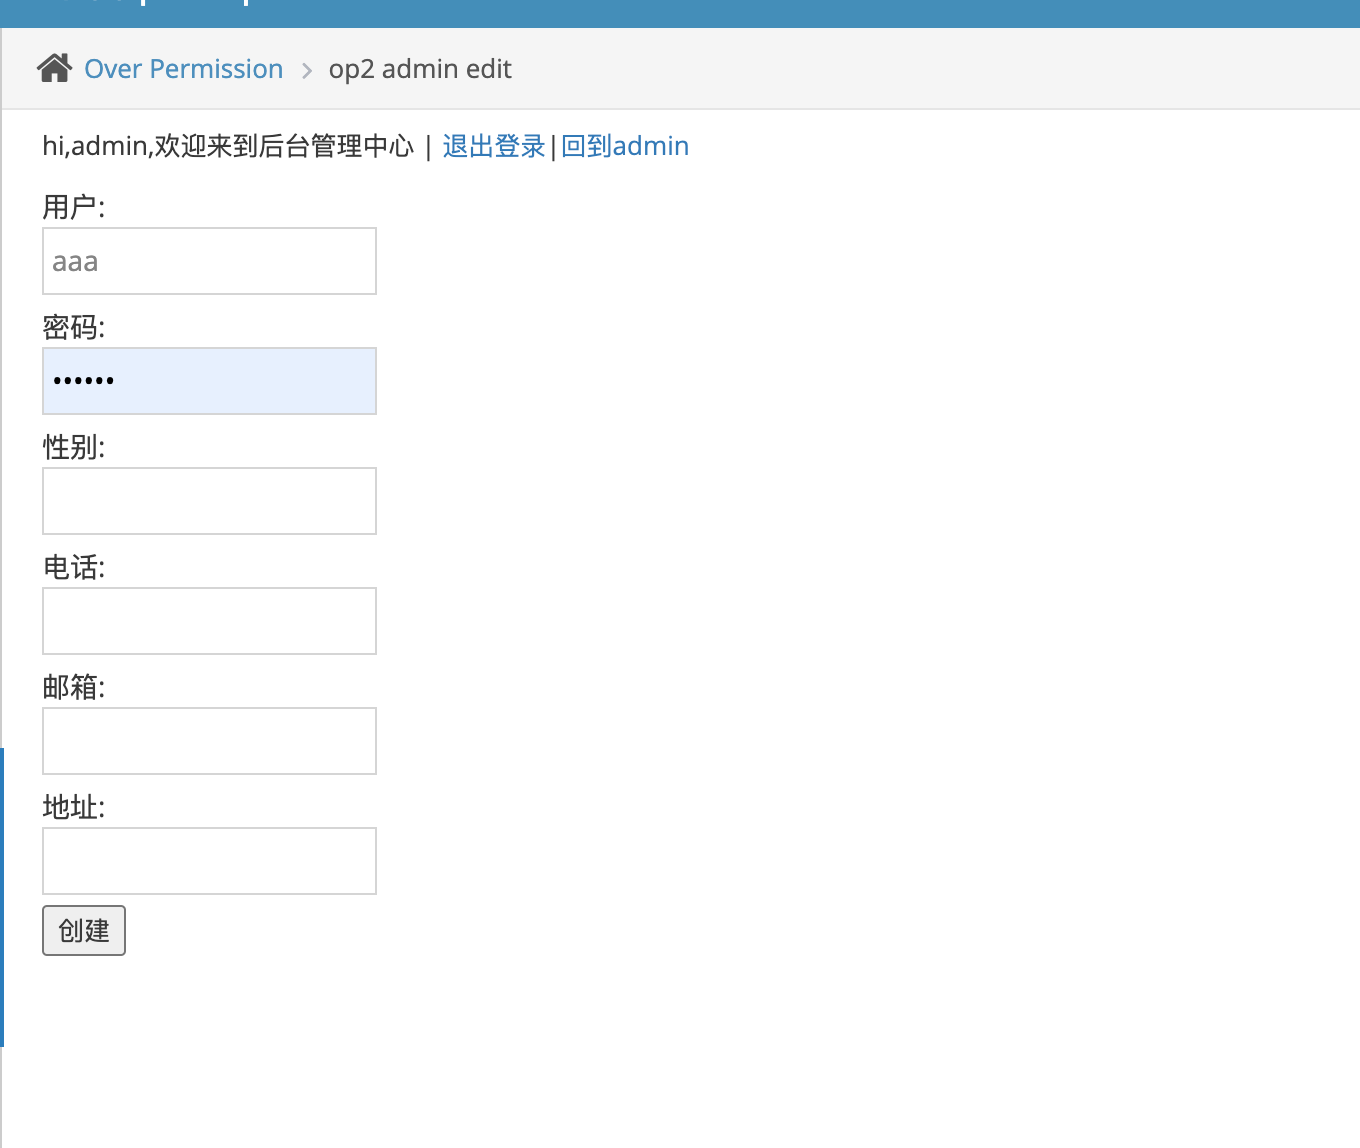 Over Permission > op2 admin edit
hi,admin,欢迎来到后台管理中心 | 退出登录|回到admin
用户:
aaa
密码:
••••••
性别:
电话:
邮箱:
地址:
创建